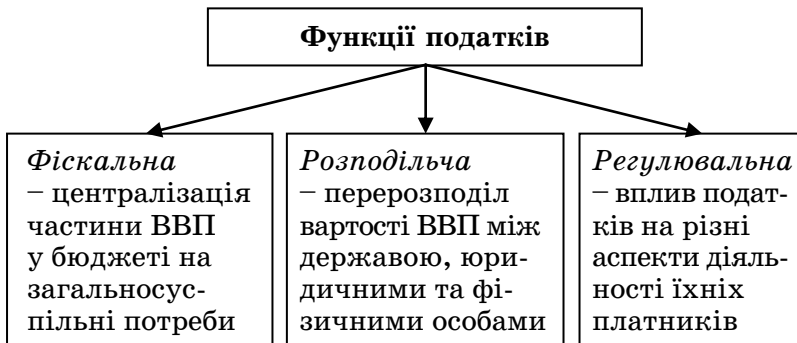 Функції податків
Фіскальна
– централізація
частини ВВП
у бюджеті на
загальносус-
пільні потреби
Розподільча
– перерозподіл
вартості ВВП між
державою, юри-
дичними та фі-
зичними особами
Регулювальна
– вплив подат-
ків на різні
аспекти діяль-
ності їхніх
платників